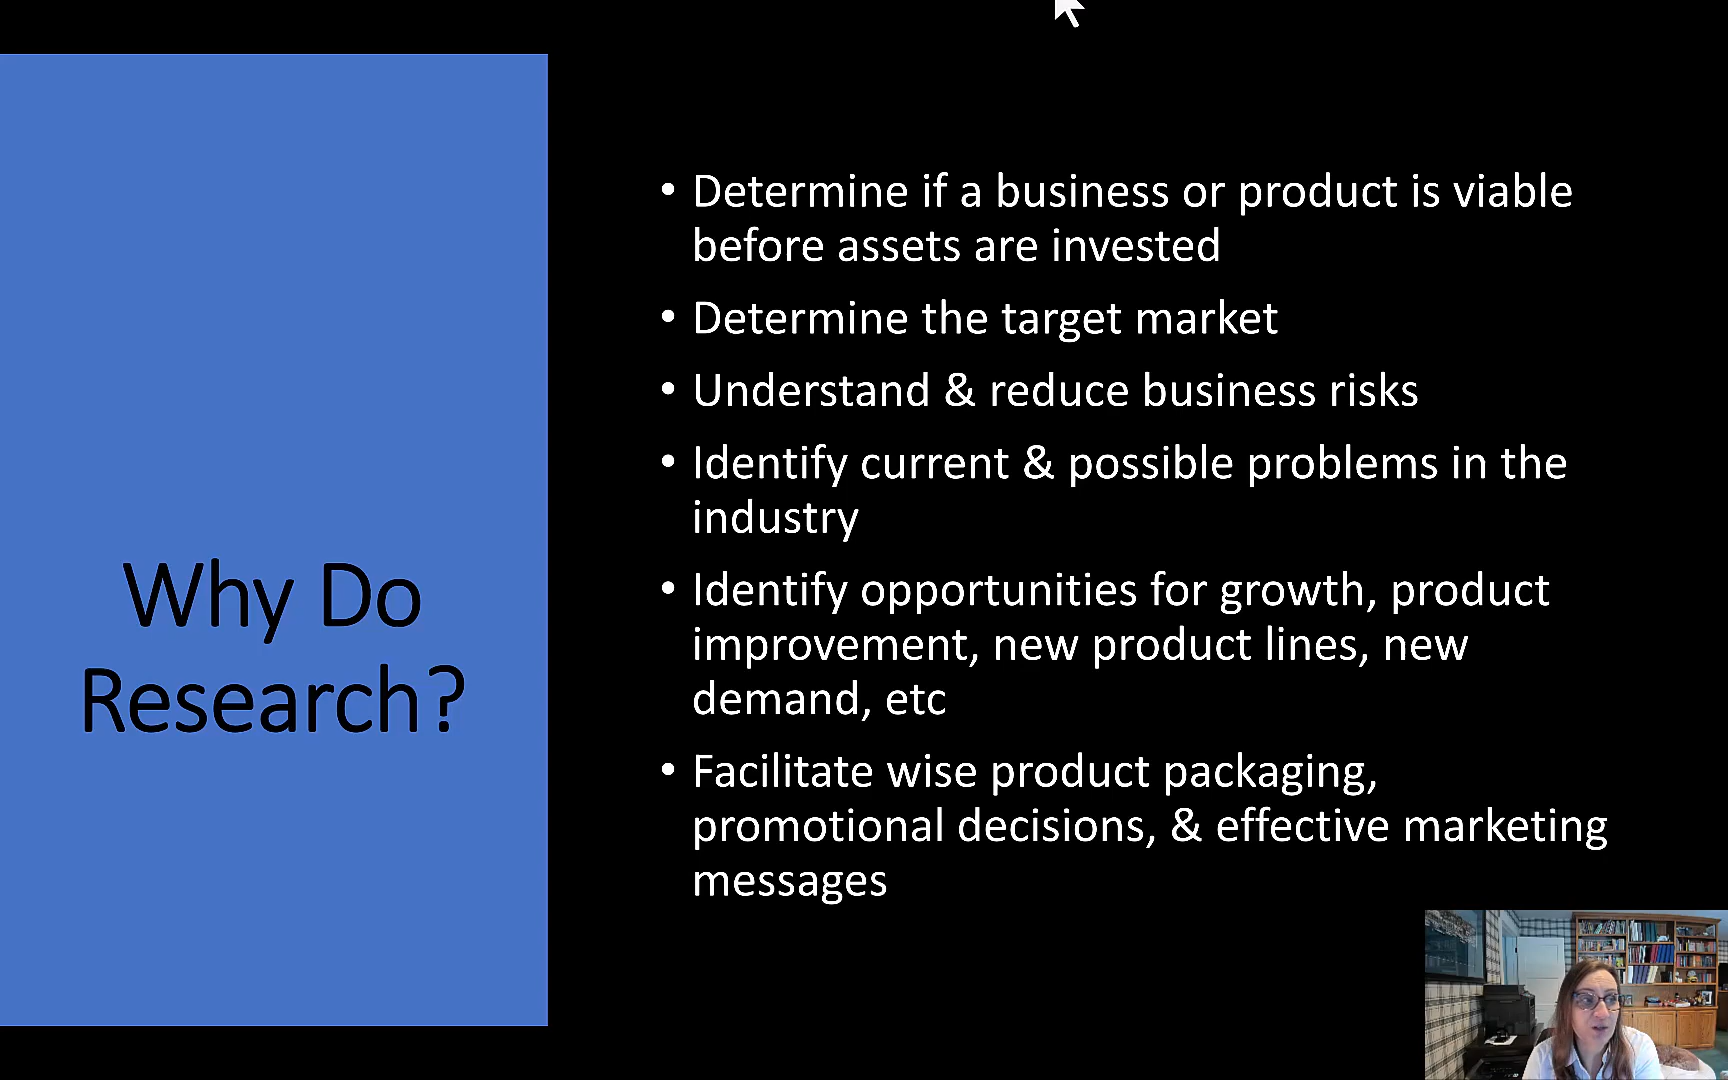 Why Do
Research?
• Determine if a business or product is viable
before assets are invested
• Determine the target market
• Understand & reduce business risks
• Identify current & possible problems in the
industry
• Identify opportunities for growth, product
improvement, new product lines, new
demand, etc
• Facilitate wise product packaging,
promotional decisions, & effective marketing
messages